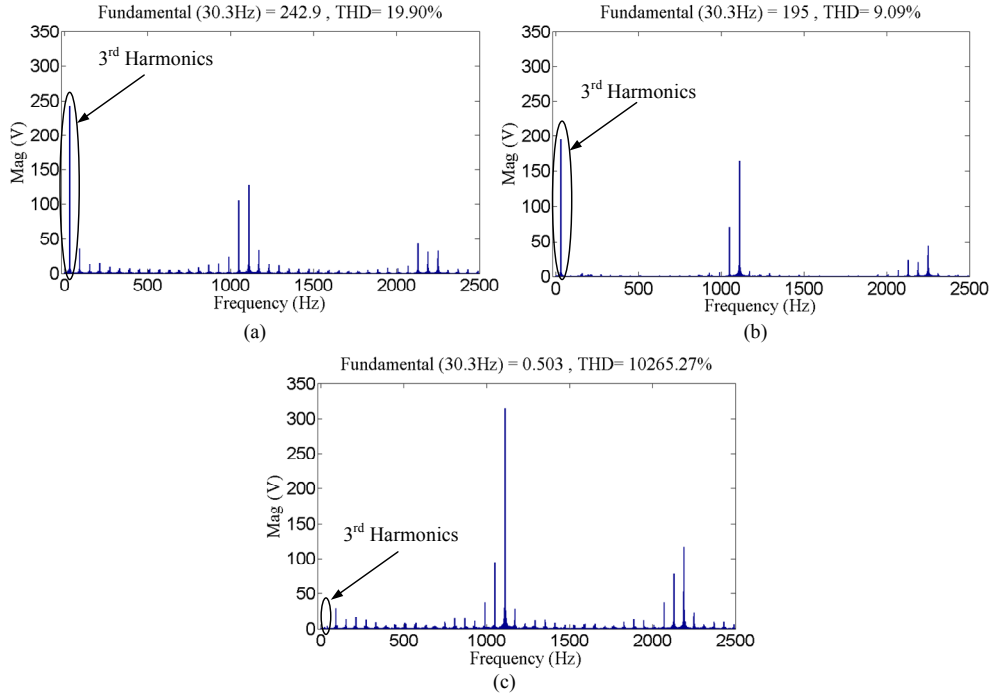 Fundamental (30.3Hz) = 242.9 , THD= 19.90%
350
300
250
200
150
100
50
0
Mag (V)
3rd Harmonics
0 500 1000 1500 2000 2500
Frequency (Hz)
(a)
Fundamental (30.3Hz) = 195 , THD= 9.09%
350
300
250
200
150
100
50
0
Mag (V)
3rd Harmonics
0 500 1000 1500 2000 2500
Frequency (Hz)
(b)
Fundamental (30.3Hz) = 0.503 , THD= 10265.27%
350
300
250
200
150
100
50
0
Mag (V)
3rd Harmonics
0 500 1000 1500 2000 2500
Frequency (Hz)
(c)